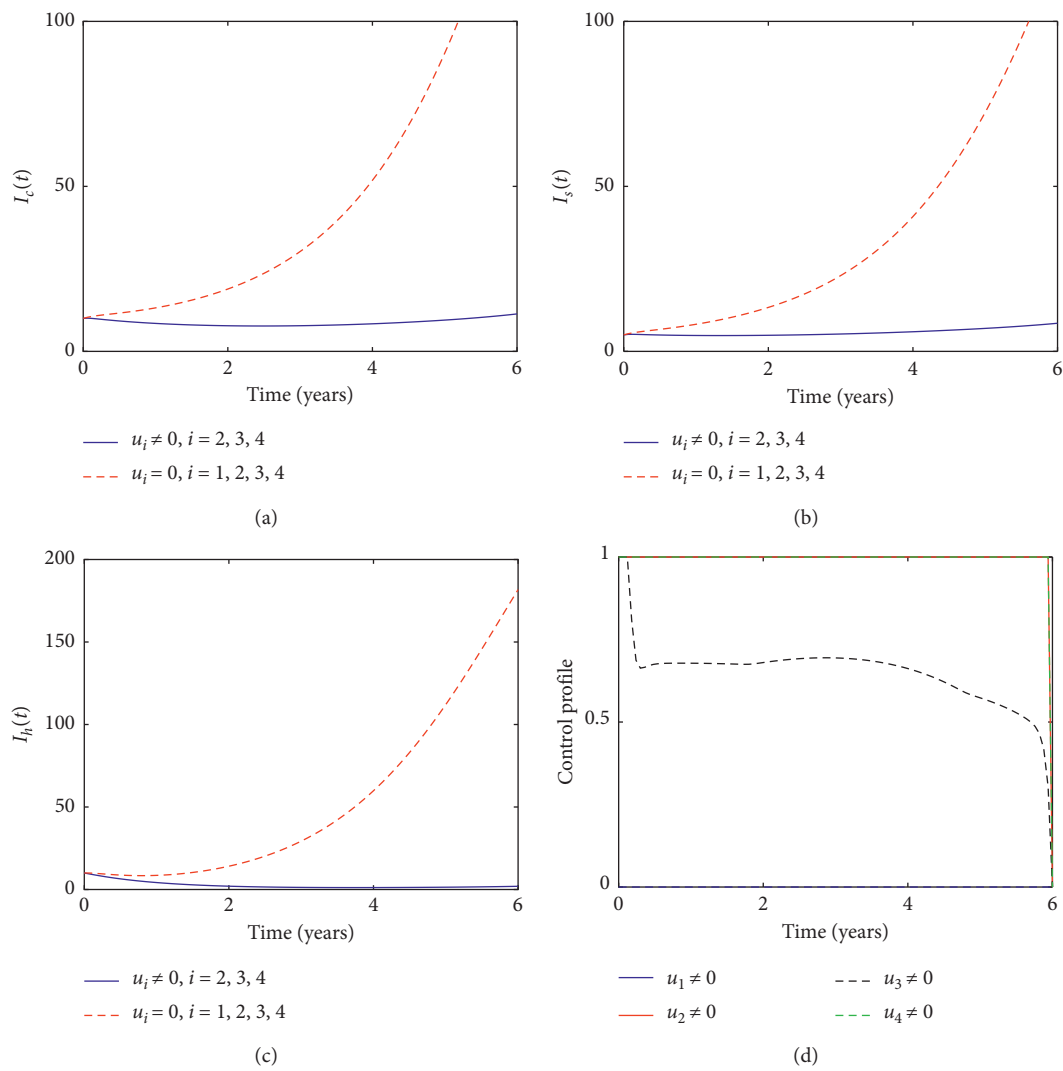 100
50
0
I_c(t)
0 2 4 6
Time (years)
u_i ≠ 0, i = 2, 3, 4
u_i = 0, i = 1, 2, 3, 4
(a)
100
50
0
I_s(t)
0 2 4 6
Time (years)
u_i ≠ 0, i = 2, 3, 4
u_i = 0, i = 1, 2, 3, 4
(b)
200
150
100
50
0
I_h(t)
0 2 4 6
Time (years)
u_i ≠ 0, i = 2, 3, 4
u_i = 0, i = 1, 2, 3, 4
(c)
1
0.5
0
Control profile
0 2 4 6
Time (years)
u_1 ≠ 0 u_3 ≠ 0
u_2 ≠ 0 u_4 ≠ 0
(d)